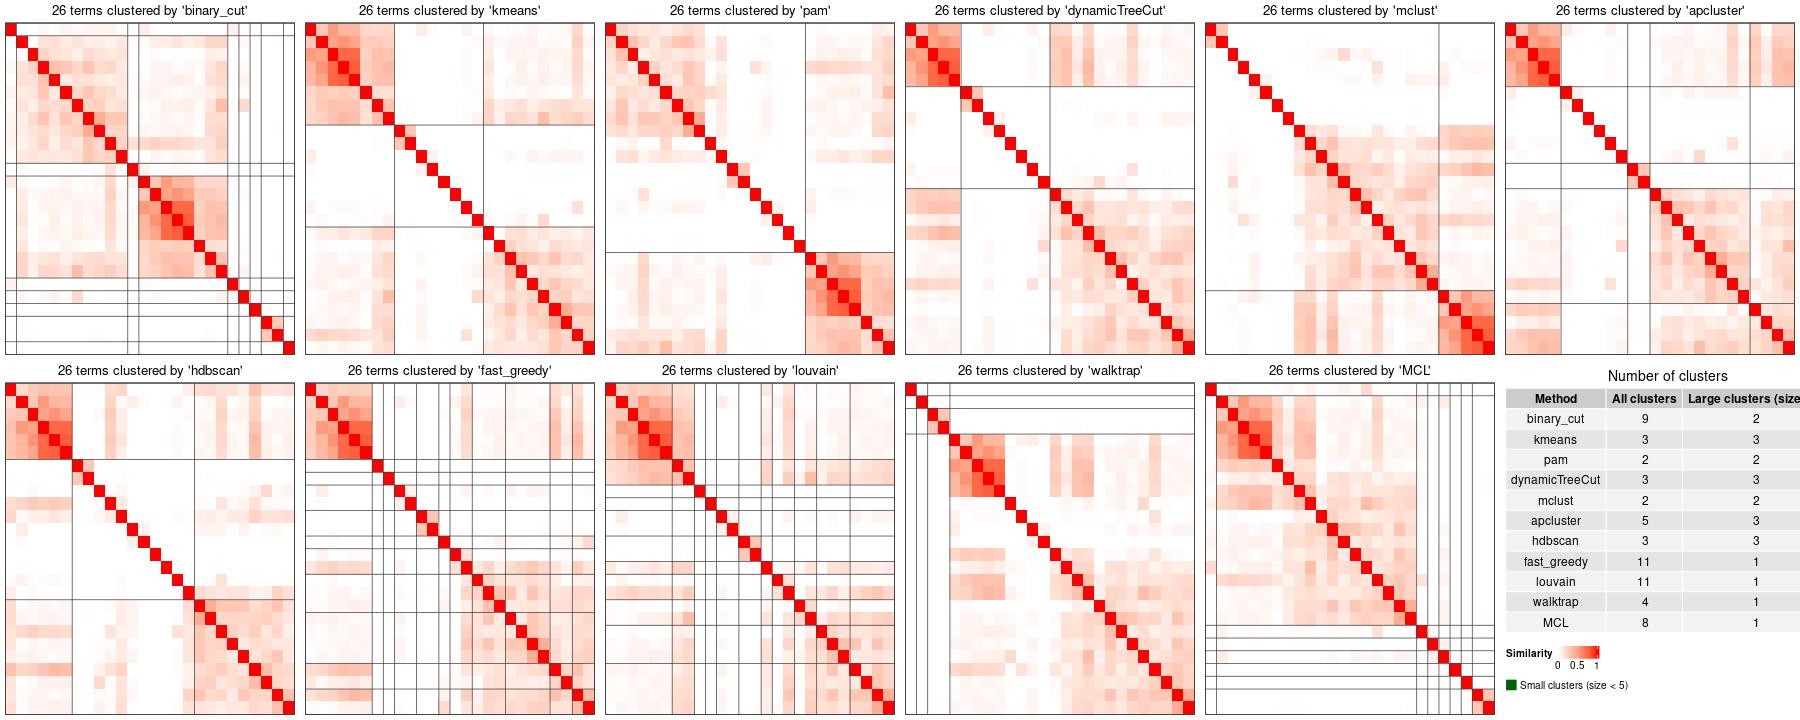 26 terms clustered by 'binary_cut'
26 terms clustered by 'kmeans'
26 terms clustered by 'pam'
26 terms clustered by 'dynamicTreeCut'
26 terms clustered by 'mclust'
26 terms clustered by 'apcluster'
26 terms clustered by 'hdbscan'
26 terms clustered by 'fast_greedy'
26 terms clustered by 'louvain'
26 terms clustered by 'walktrap'
26 terms clustered by 'MCL'
Number of clusters
Method All clusters Large clusters (size
binary_cut 9 2
kmeans 3 3
pam 2 2
dynamicTreeCut 3 3
mclust 2 2
apcluster 5 3
hdbscan 3 3
fast_greedy 11 1
louvain 11 1
walktrap 4 1
MCL 8 1
Similarity
0 0.5 1
Small clusters (size < 5)